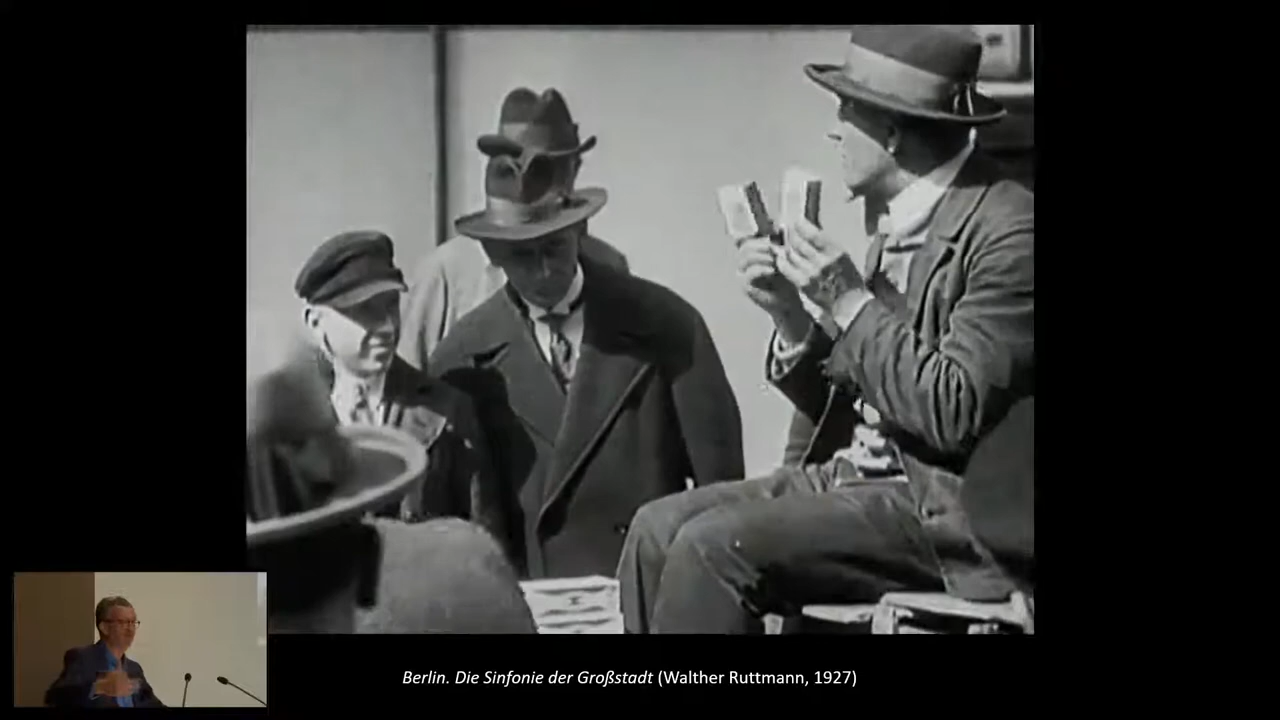 Berlin. Die Sinfonie der Großstadt (Walther Ruttmann, 1927)